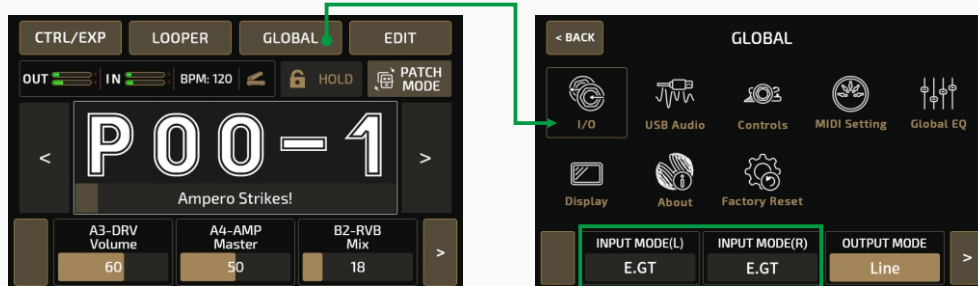 CTRL/EXP LOOPER GLOBAL EDIT
OUT IN BPM: 120 HOLD PATCH MODE
< P00-1 >
Ampero Strikes!
A3-DRV Volume A4-AMP Master B2-RVB Mix
60 50 18 >
< BACK GLOBAL
I/O USB Audio Controls MIDI Setting Global EQ
Display About Factory Reset
INPUT MODE(L) INPUT MODE(R) OUTPUT MODE
E.GT E.GT Line >